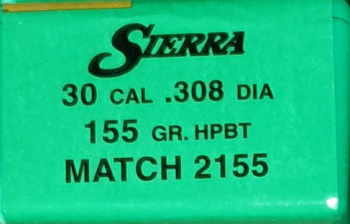 SIERRA
30 CAL .308 DIA
155 GR. HPBT
MATCH 2155